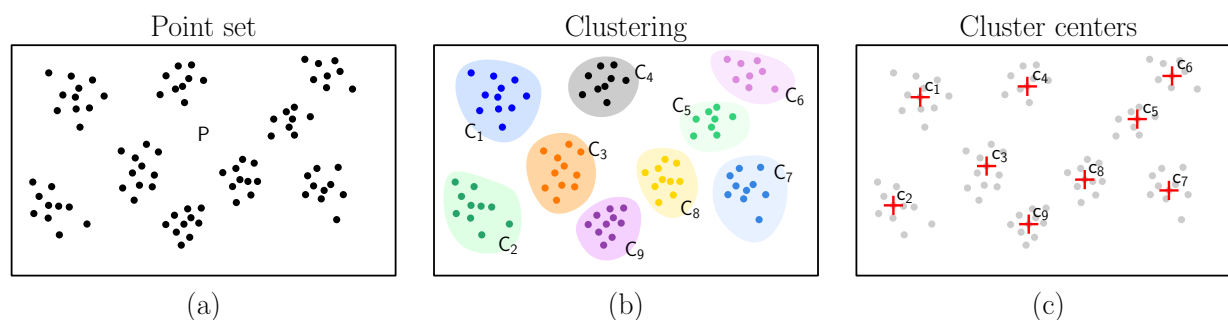 Point set
P
(a)
Clustering
C1
C4
C6
C5
C3
C7
C8
C2
C9
(b)
Cluster centers
c1
c4
c6
c5
c3
c8
c7
c2
c9
(c)